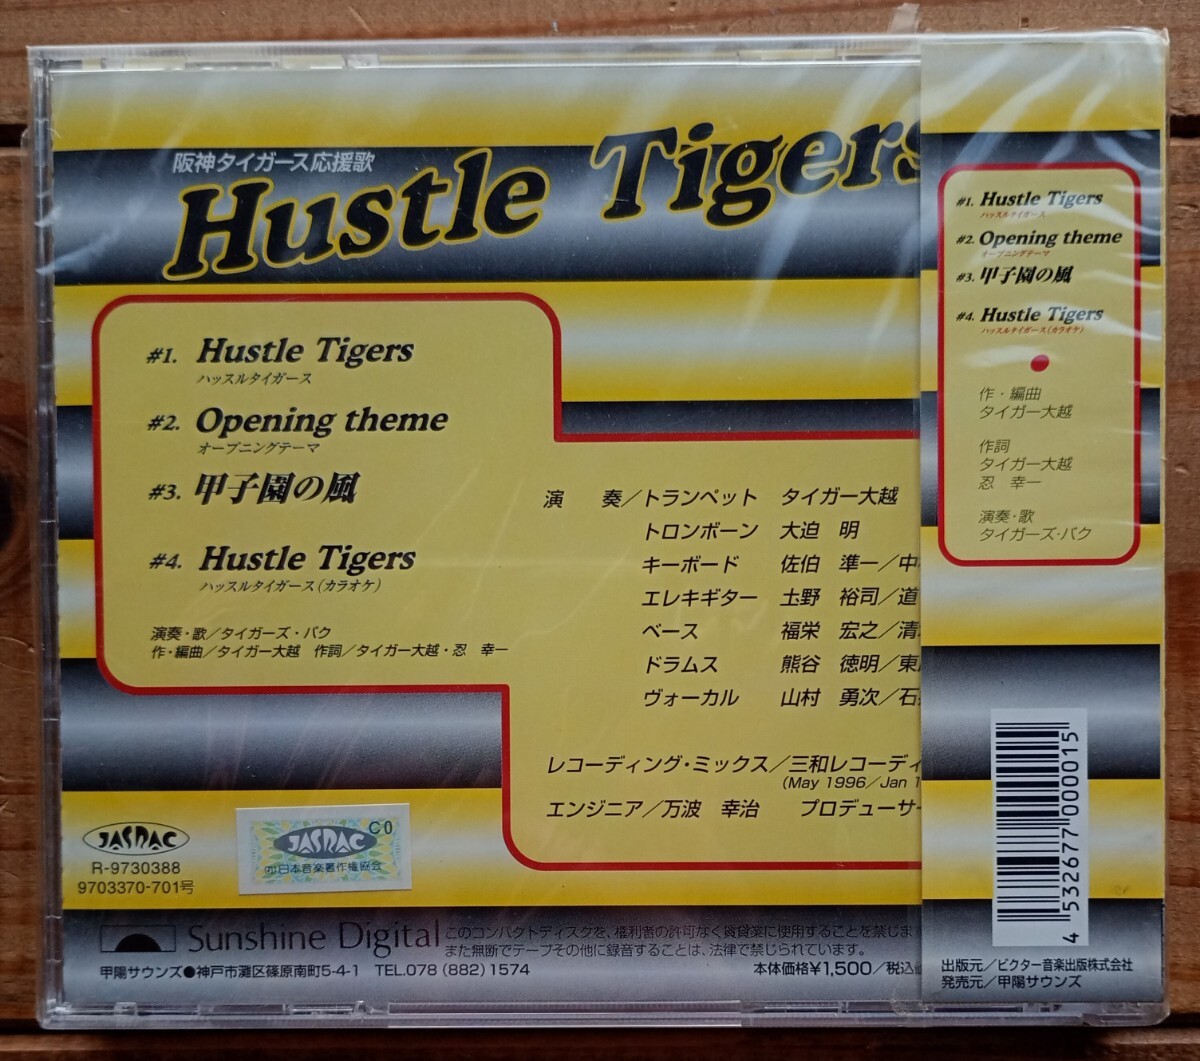 阪神タイガース応援歌
Hustle Tigers
#1. Hustle Tigers
ハッスルタイガース
#2. Opening theme
オープニングテーマ
#3. 甲子園の風
#4. Hustle Tigers
ハッスルタイガース(カラオケ)
演奏・歌/タイガーズ・バク
作・編曲/タイガー大越 作詞/タイガー大越・忍 幸一
演 奏/トランペット タイガー大越
トロンボーン 大迫 明
キーボード 佐伯 準一/中
エレキギター 土野 裕司/道
ベース 福栄 宏之/清
ドラムス 熊谷 徳明/東
ヴォーカル 山村 勇次/石
レコーディング・ミックス/三和レコーディ
(May 1996/Jan 1
エンジニア/万波 幸治 プロデューサー
JASRAC
R-9730388
9703370-701号
JASRAC C0
㈳日本音楽著作権協会
Sunshine Digital
このコンパクトディスクを、権利者の許可なく賃貸業に使用することを禁じま
また無断でテープその他に録音することは、法律で禁じられています。
甲陽サウンズ●神戸市灘区篠原南町5-4-1 TEL.078 (882) 1574
本体価格¥1,500/税込
#1. Hustle Tigers
ハッスルタイガース
#2. Opening theme
オープニングテーマ
#3. 甲子園の風
#4. Hustle Tigers
ハッスルタイガース(カラオケ)
作・編曲
タイガー大越
作詞
タイガー大越
忍 幸一
演奏・歌
タイガーズ・バク
4 532677 000015
出版元/ビクター音楽出版株式会社
発売元/甲陽サウンズ